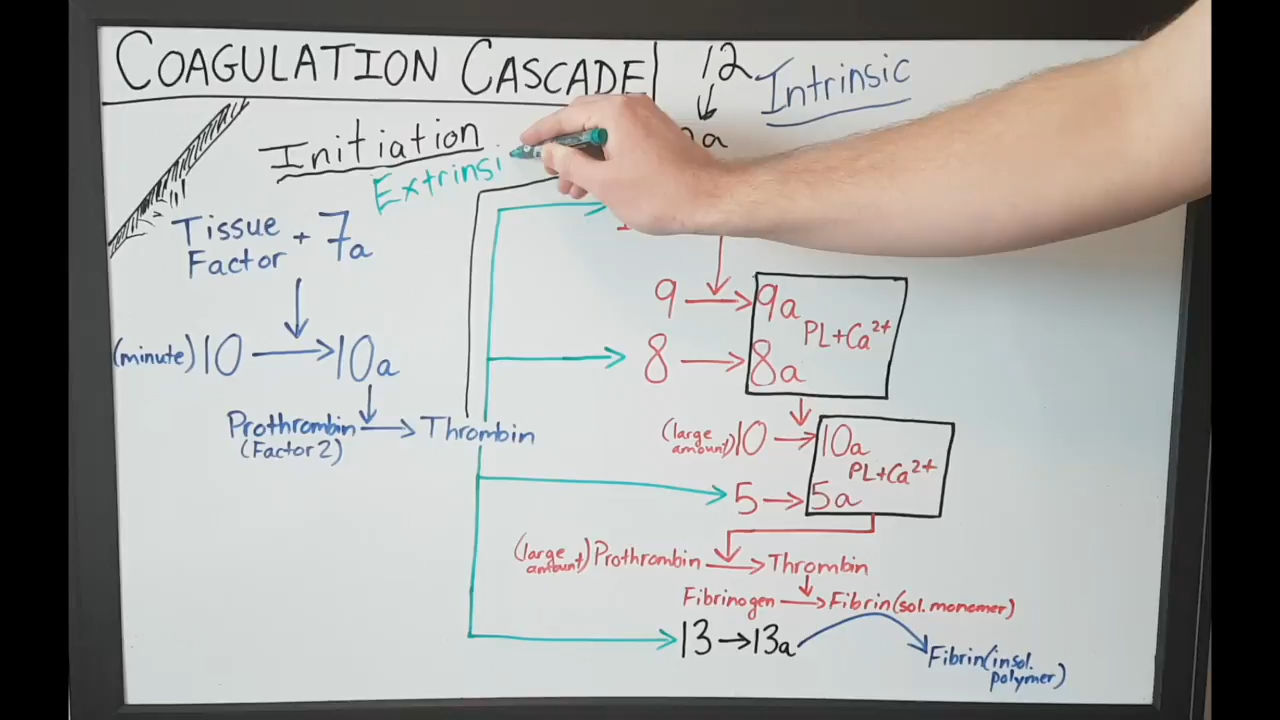 COAGULATION CASCADE
12
Intrinsic
a
Initiation
Extrinsi
Tissue
Factor + 7a
(minute) 10 10a
Prothrombin Thrombin
(Factor 2)
9 9a
PL+Ca2+
8 8a
(large
amount) 10 10a
PL+Ca2+
5 5a
(large
amount) Prothrombin Thrombin
Fibrinogen Fibrin (sol. monomer)
13 13a
Fibrin (insol.
polymer)